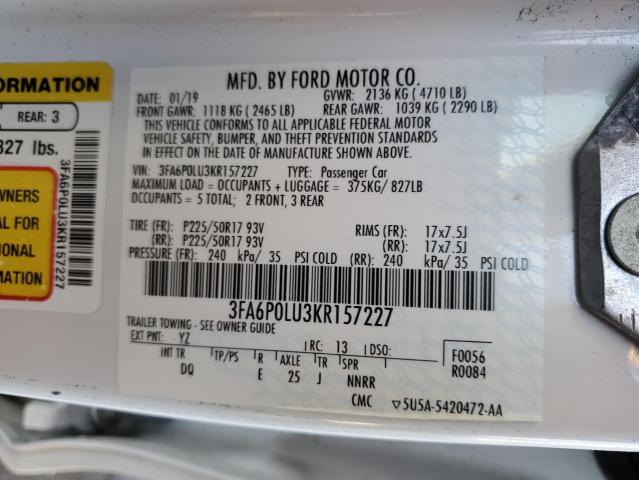 ORMATION
REAR: 3
827 lbs.
WNERS
AL FOR
IONAL
ON
3FA6P0LU3KR157227
MFD. BY FORD MOTOR CO.
DATE: 01/19 GVWR: 2136 KG ( 4710 LB)
FRONT GAWR: 1118 KG ( 2465 LB) REAR GAWR: 1039 KG ( 2290 LB)
THIS VEHICLE CONFORMS TO ALL APPLICABLE FEDERAL MOTOR
VEHICLE SAFETY, BUMPER, AND THEFT PREVENTION STANDARDS
IN EFFECT ON THE DATE OF MANUFACTURE SHOWN ABOVE.
VIN: 3FA6P0LU3KR157227 TYPE: Passenger Car
MAXIMUM LOAD = OCCUPANTS + LUGGAGE = 375KG/ 827LB
OCCUPANTS = 5 TOTAL; 2 FRONT, 3 REAR
TIRE (FR): P225/50R17 93V RIMS (FR): 17x7.5J
(RR): P225/50R17 93V (RR): 17x7.5J
PRESSURE (FR): 240 kPa/ 35 PSI COLD (RR): 240 kPa/ 35 PSI COLD
3FA6P0LU3KR157227
TRAILER TOWING - SEE OWNER GUIDE
EXT PNT: YZ RC: 13 DSO: F0056
R0084
INT TR TP/PS R AXLE TR SPR
DQ E 25 J NNRR
CMC ▽5U5A-5420472-AA